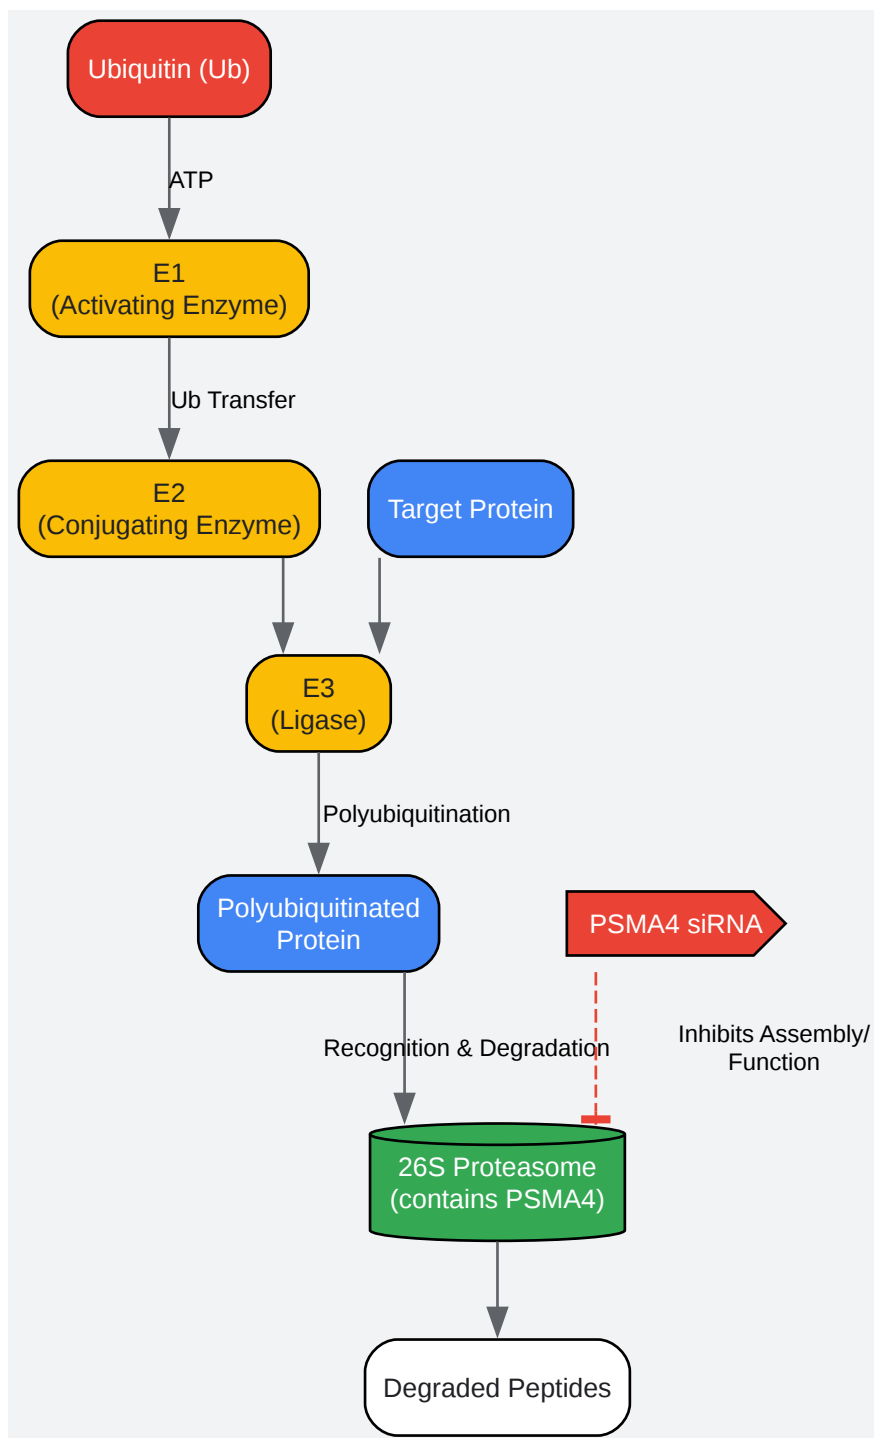 Ubiquitin (Ub)
ATP
E1
(Activating Enzyme)
Ub Transfer
E2
(Conjugating Enzyme)
Target Protein
E3
(Ligase)
Polyubiquitination
Polyubiquitinated
Protein
PSMA4 siRNA
Recognition & Degradation
Inhibits Assembly/
Function
26S Proteasome
(contains PSMA4)
Degraded Peptides